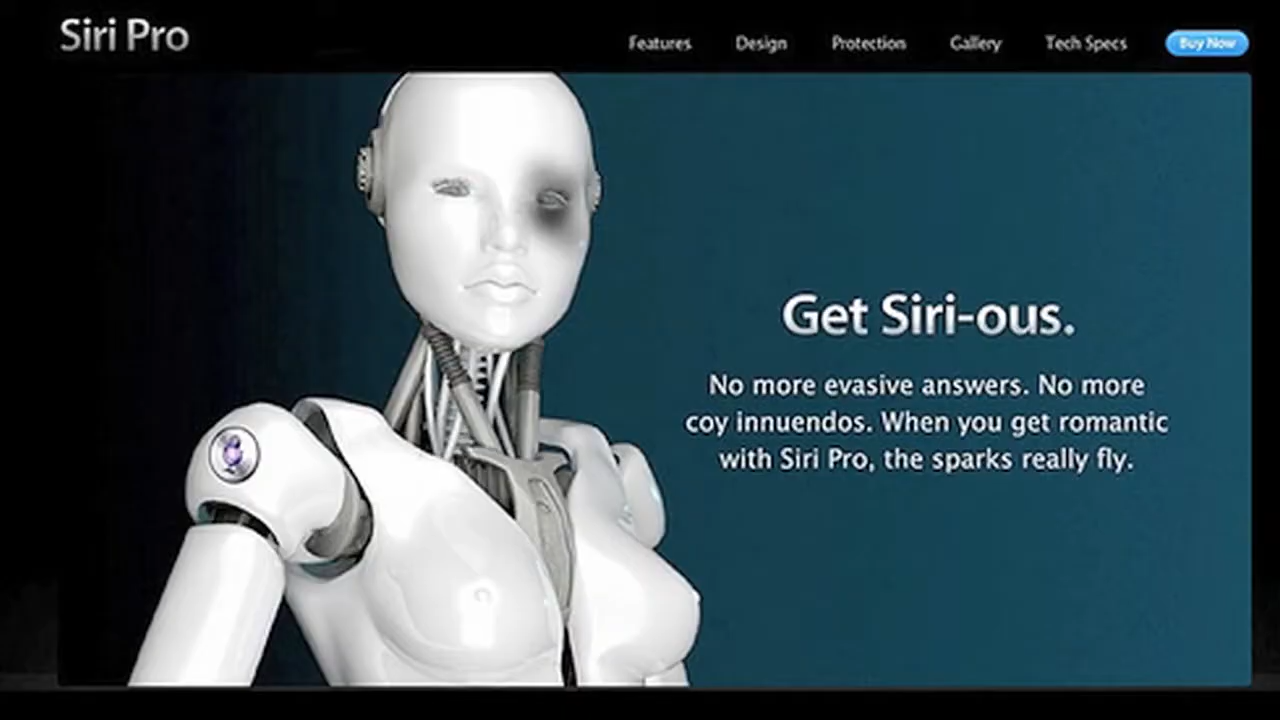 Siri Pro
Features Design Protection Gallery Tech Specs Buy Now
Get Siri-ous.
No more evasive answers. No more
coy innuendos. When you get romantic
with Siri Pro, the sparks really fly.